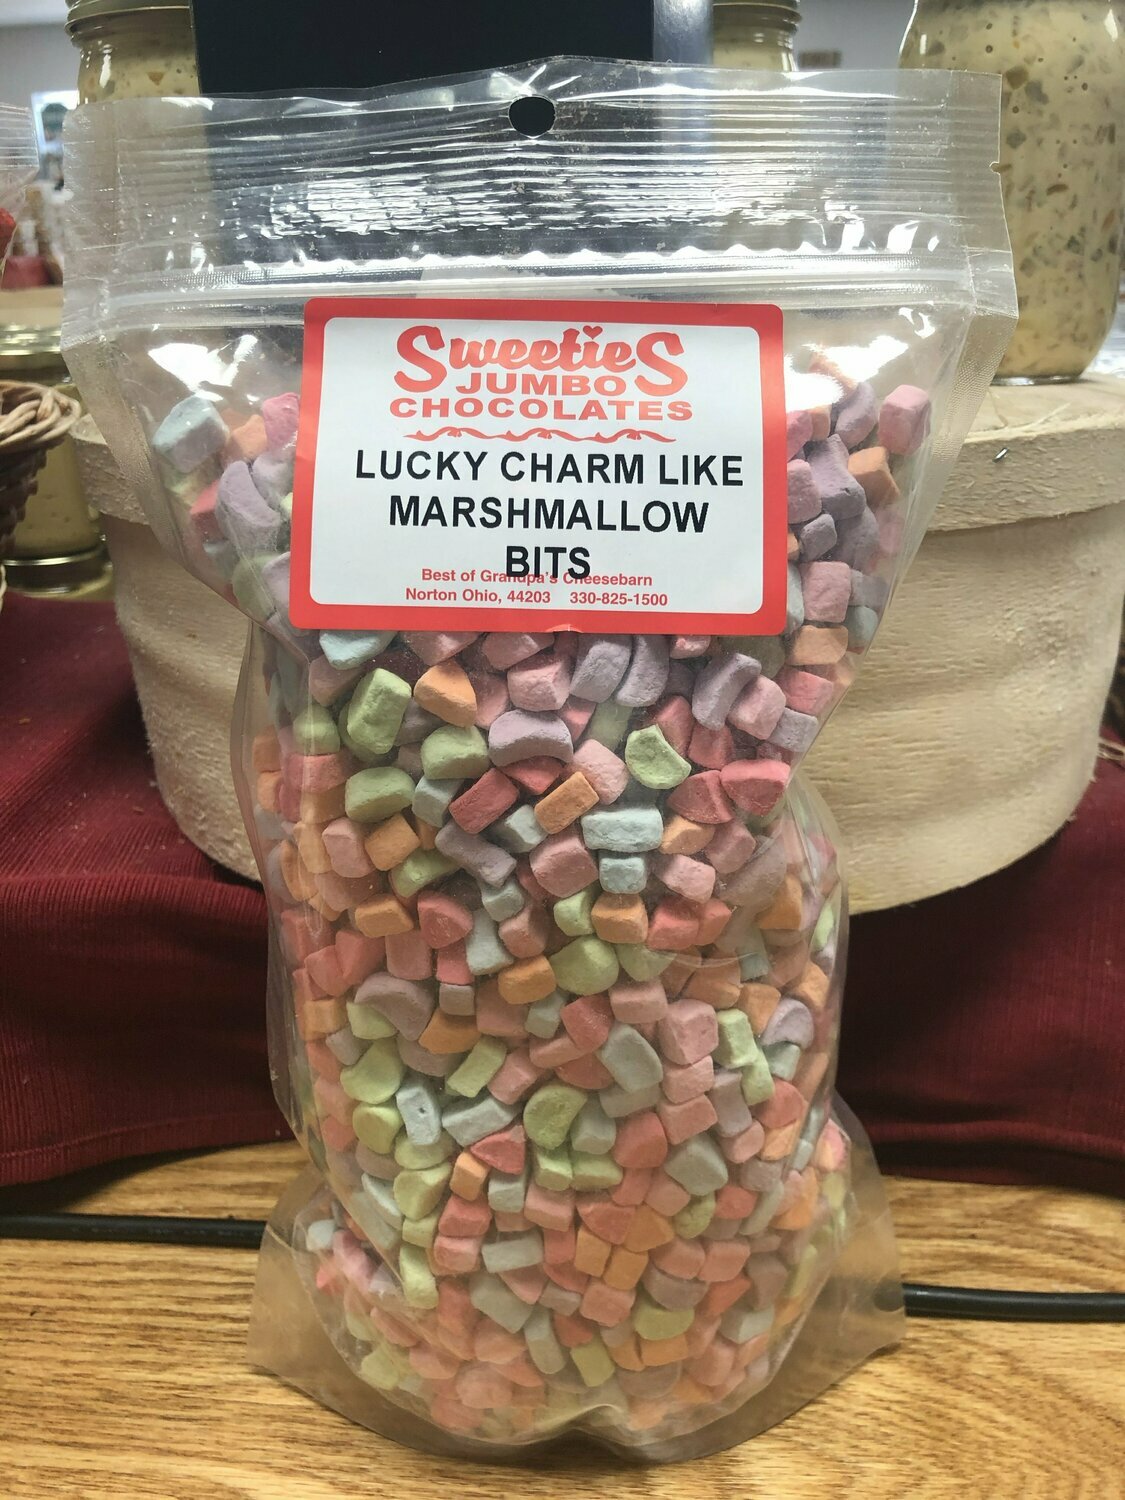 SweetieS
JUMBO
CHOCOLATES
LUCKY CHARM LIKE
MARSHMALLOW
BITS
Best of Grandpa's Cheesebarn
Norton Ohio, 44203 330-825-1500